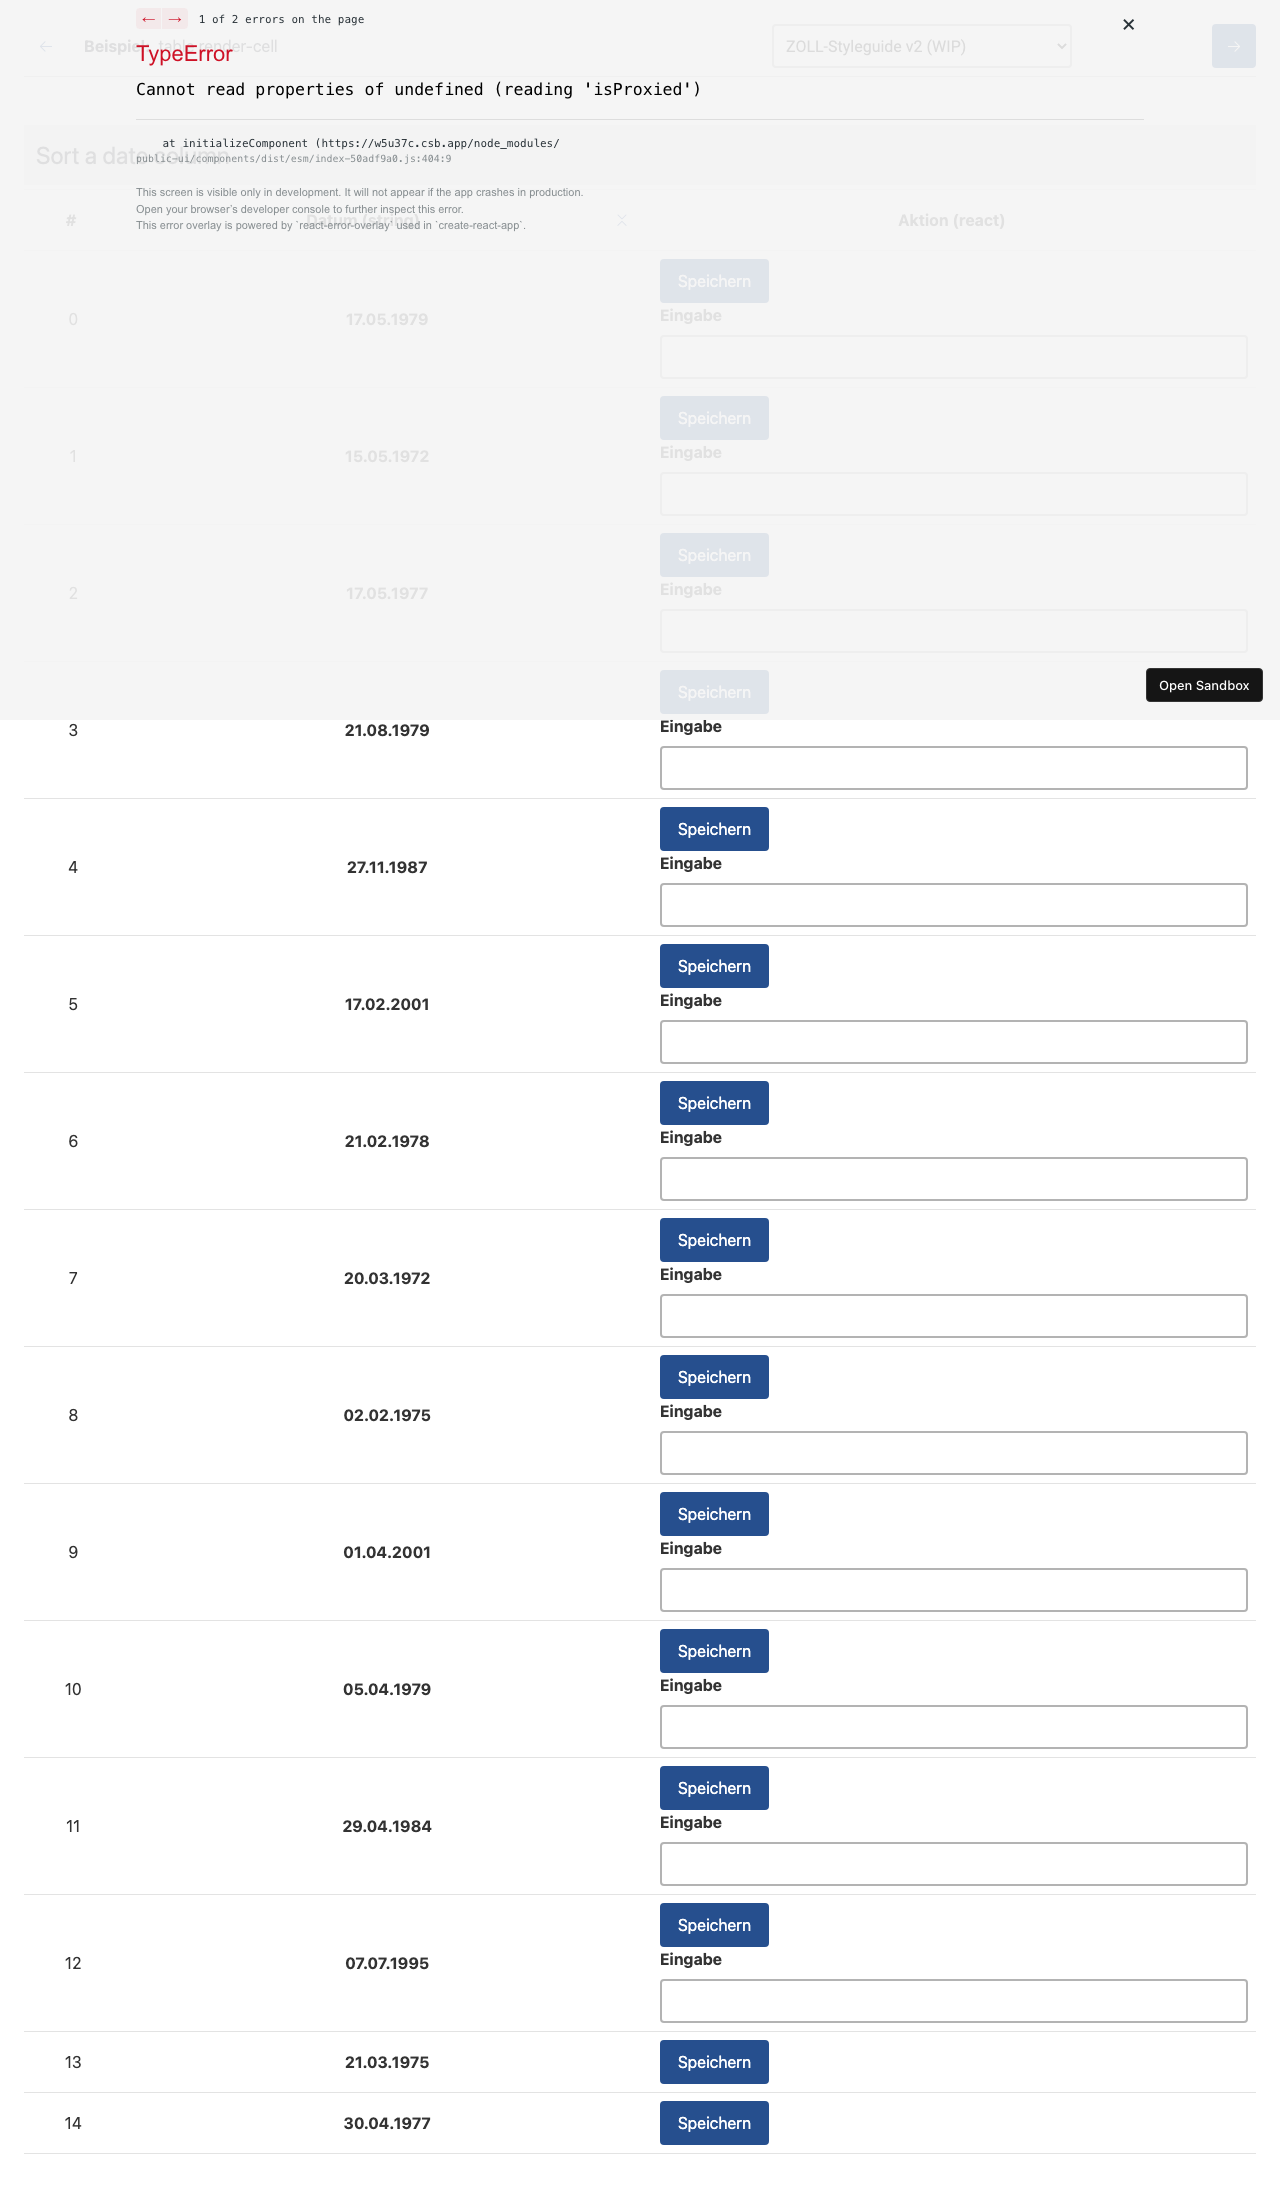 ← → 1 of 2 errors on the page
×
← Beispiel table render-cell
ZOLL-Styleguide v2 (WIP)
→
TypeError
Cannot read properties of undefined (reading 'isProxied')
at initializeComponent (https://w5u37c.csb.app/node_modules/
Sort a date column
public-ui/components/dist/esm/index-50adf9a0.js:404:9
This screen is visible only in development. It will not appear if the app crashes in production.
Open your browser's developer console to further inspect this error.
# Datum (string) Aktion (react)
This error overlay is powered by `react-error-overlay` used in `create-react-app`.
Speichern
Eingabe
0 17.05.1979
Speichern
Eingabe
1 15.05.1972
Speichern
Eingabe
2 17.05.1977
Open Sandbox
Speichern
Eingabe
3 21.08.1979
Speichern
Eingabe
4 27.11.1987
Speichern
Eingabe
5 17.02.2001
Speichern
Eingabe
6 21.02.1978
Speichern
Eingabe
7 20.03.1972
Speichern
Eingabe
8 02.02.1975
Speichern
Eingabe
9 01.04.2001
Speichern
Eingabe
10 05.04.1979
Speichern
Eingabe
11 29.04.1984
Speichern
Eingabe
12 07.07.1995
13 21.03.1975 Speichern
14 30.04.1977 Speichern